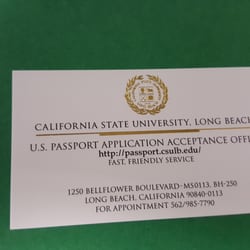 CALIFORNIA STATE UNIVERSITY, LONG BEACH
U.S. PASSPORT APPLICATION ACCEPTANCE OFFI
http://passport.csulb.edu/
FAST, FRIENDLY SERVICE
1250 BELLFLOWER BOULEVARD-MS0113, BH-250
LONG BEACH, CALIFORNIA 90840-0113
FOR APPOINTMENT 562/985-7790